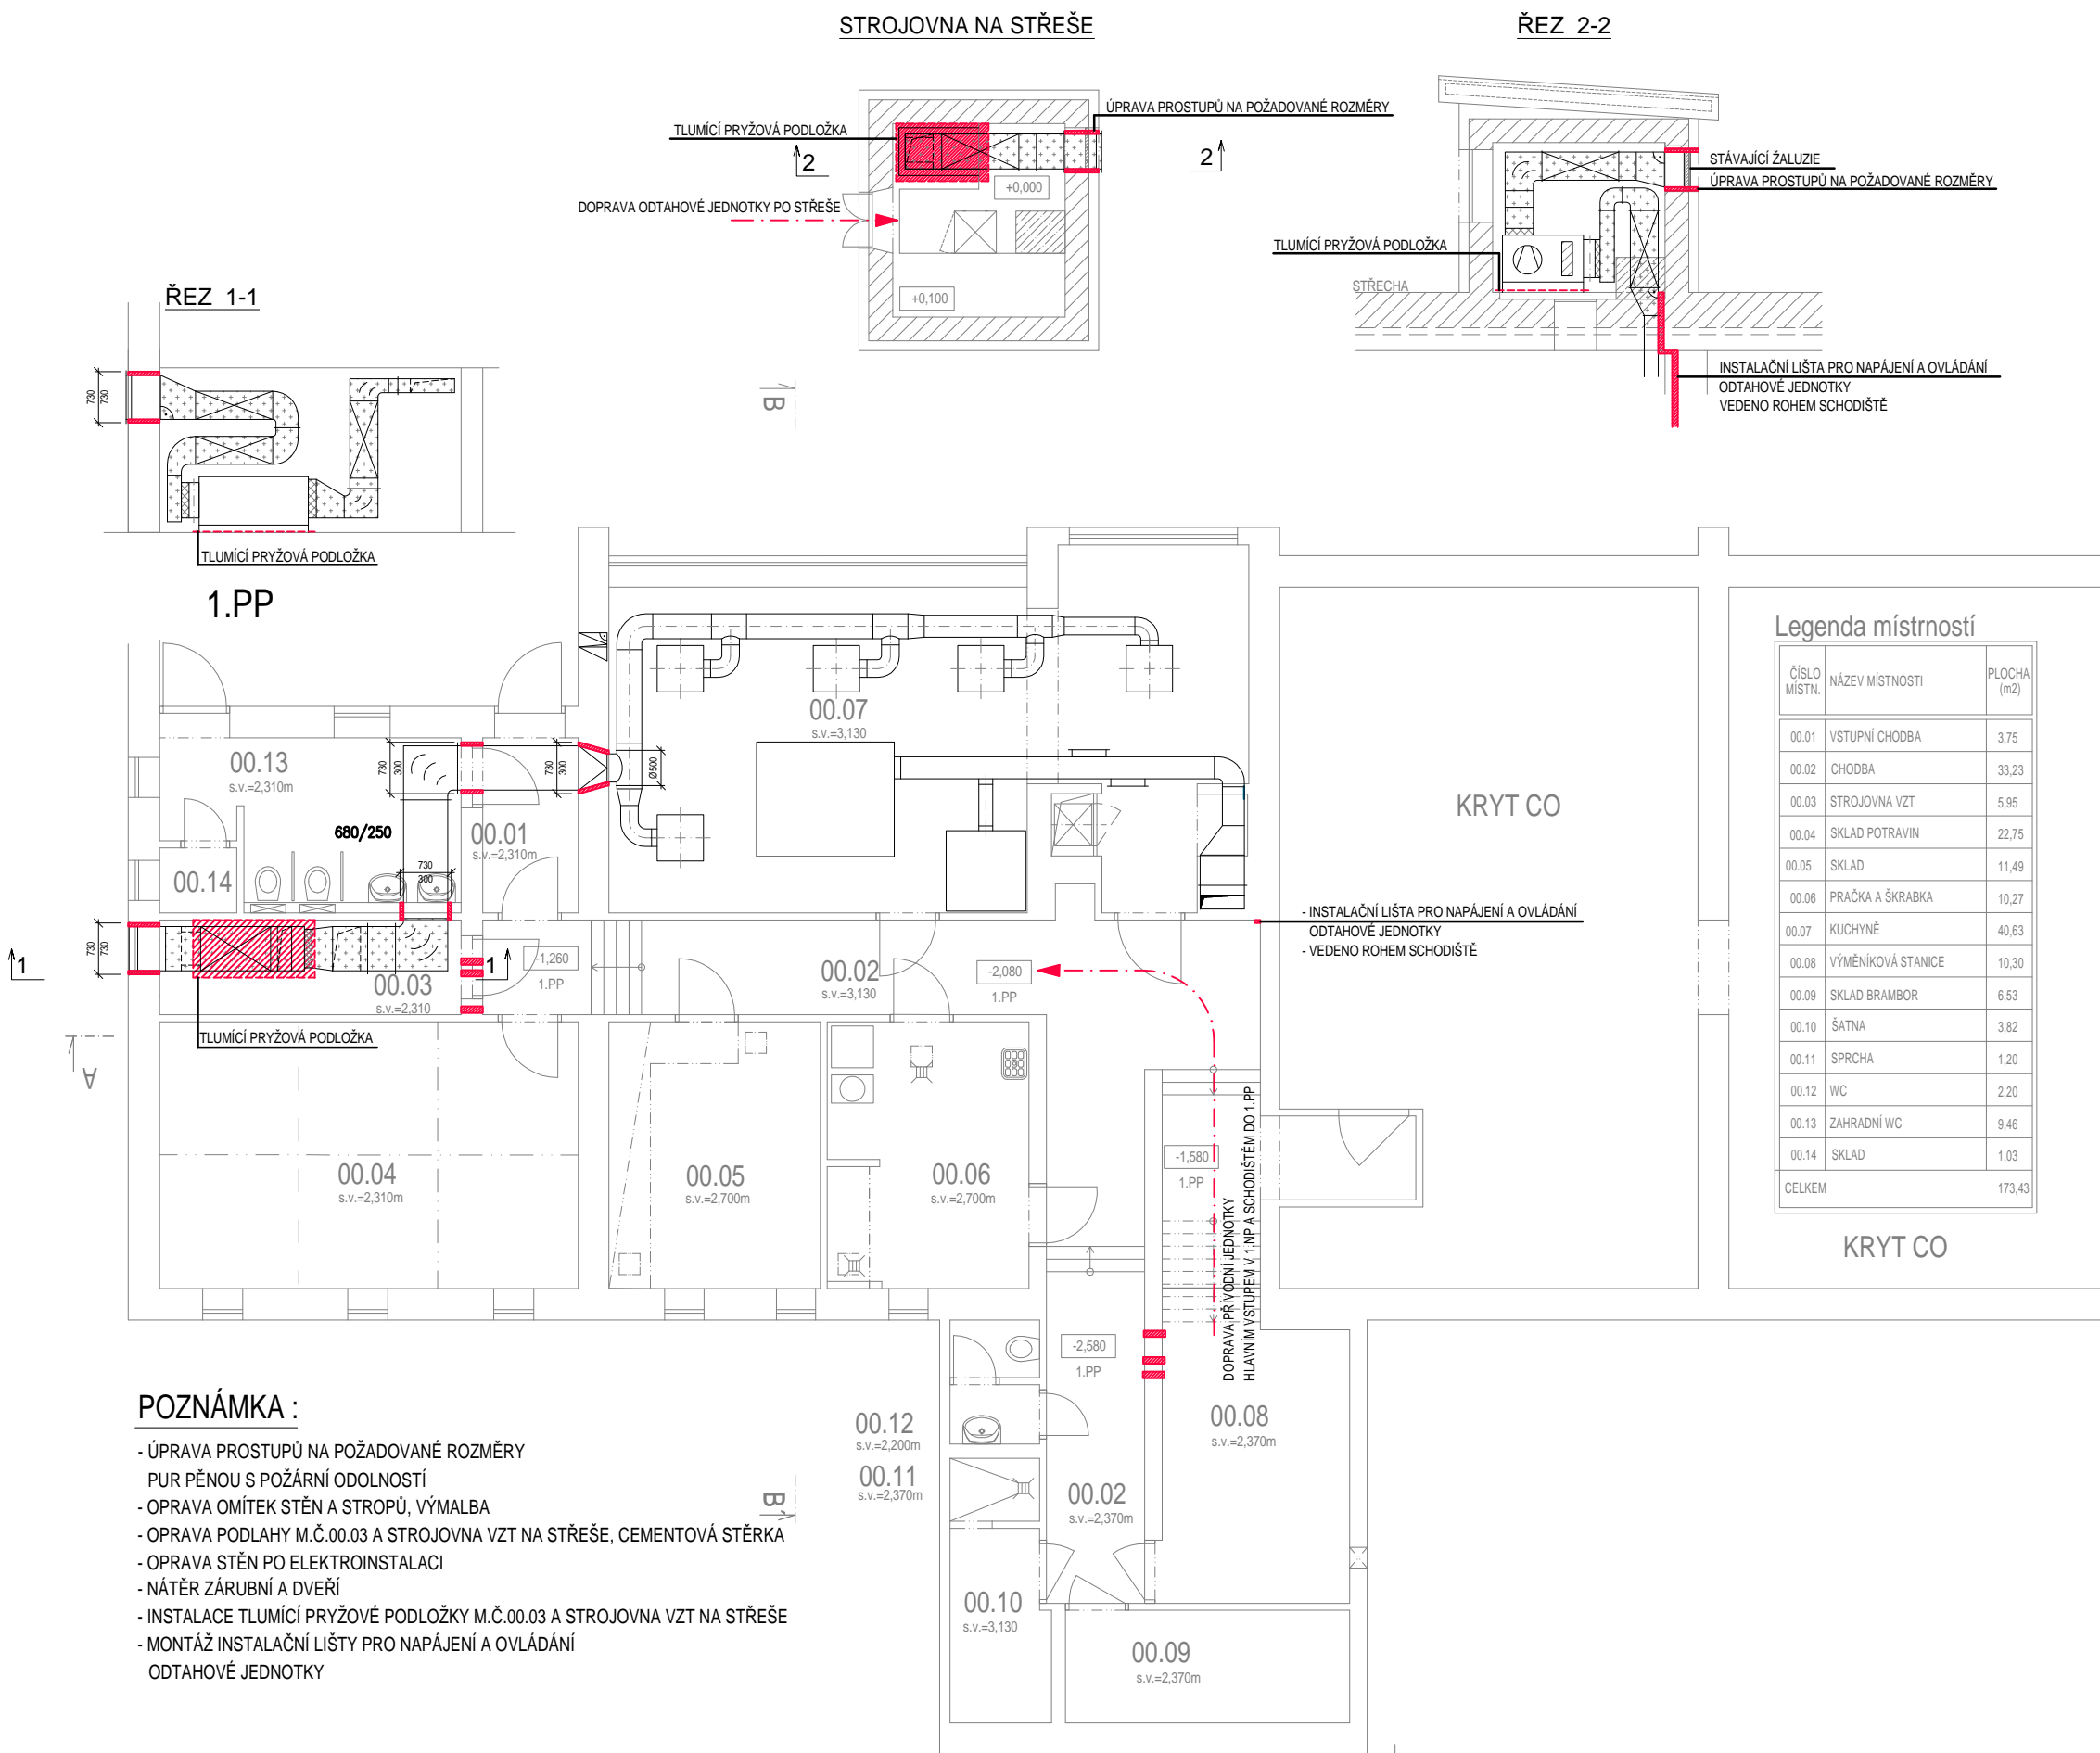 STROJOVNA NA STŘEŠE
ŘEZ 2-2
TLUMÍCÍ PRYŽOVÁ PODLOŽKA
ÚPRAVA PROSTUPŮ NA POŽADOVANÉ ROZMĚRY
2
2
+0,000
DOPRAVA ODTAHOVÉ JEDNOTKY PO STŘEŠE
+0,100
STÁVAJÍCÍ ŽALUZIE
ÚPRAVA PROSTUPŮ NA POŽADOVANÉ ROZMĚRY
TLUMÍCÍ PRYŽOVÁ PODLOŽKA
STŘECHA
INSTALAČNÍ LIŠTA PRO NAPÁJENÍ A OVLÁDÁNÍ
ODTAHOVÉ JEDNOTKY
VEDENO ROHEM SCHODIŠTĚ
ŘEZ 1-1
730
730
TLUMÍCÍ PRYŽOVÁ PODLOŽKA
B
1.PP
00.13
s.v.=2,310m
730
300
730
300
Ø500
680/250
00.01
s.v.=2,310m
730
300
00.14
00.07
s.v.=3,130
730
730
1
1
00.03
s.v.=2,310
TLUMÍCÍ PRYŽOVÁ PODLOŽKA
-1,260
1.PP
00.02
s.v.=3,130
-2,080
1.PP
- INSTALAČNÍ LIŠTA PRO NAPÁJENÍ A OVLÁDÁNÍ
ODTAHOVÉ JEDNOTKY
- VEDENO ROHEM SCHODIŠTĚ
KRYT CO
A
00.04
s.v.=2,310m
00.05
s.v.=2,700m
00.06
s.v.=2,700m
-1,580
1.PP
DOPRAVA PŘÍVODNÍ JEDNOTKY
HLAVNÍM VSTUPEM V 1.NP A SCHODIŠTĚM DO 1.PP
-2,580
1.PP
00.08
s.v.=2,370m
00.12
s.v.=2,200m
00.11
s.v.=2,370m
00.02
s.v.=2,370m
00.10
s.v.=3,130
00.09
s.v.=2,370m
B'
Legenda místrností
ČÍSLO MÍSTN. NÁZEV MÍSTNOSTI PLOCHA (m2)
00.01 VSTUPNÍ CHODBA 3,75
00.02 CHODBA 33,23
00.03 STROJOVNA VZT 5,95
00.04 SKLAD POTRAVIN 22,75
00.05 SKLAD 11,49
00.06 PRAČKA A ŠKRABKA 10,27
00.07 KUCHYNĚ 40,63
00.08 VÝMĚNÍKOVÁ STANICE 10,30
00.09 SKLAD BRAMBOR 6,53
00.10 ŠATNA 3,82
00.11 SPRCHA 1,20
00.12 WC 2,20
00.13 ZAHRADNÍ WC 9,46
00.14 SKLAD 1,03
CELKEM 173,43
KRYT CO
POZNÁMKA :
- ÚPRAVA PROSTUPŮ NA POŽADOVANÉ ROZMĚRY
PUR PĚNOU S POŽÁRNÍ ODOLNOSTÍ
- OPRAVA OMÍTEK STĚN A STROPŮ, VÝMALBA
- OPRAVA PODLAHY M.Č.00.03 A STROJOVNA VZT NA STŘEŠE, CEMENTOVÁ STĚRKA
- OPRAVA STĚN PO ELEKTROINSTALACI
- NÁTĚR ZÁRUBNÍ A DVEŘÍ
- INSTALACE TLUMÍCÍ PRYŽOVÉ PODLOŽKY M.Č.00.03 A STROJOVNA VZT NA STŘEŠE
- MONTÁŽ INSTALAČNÍ LIŠTY PRO NAPÁJENÍ A OVLÁDÁNÍ
ODTAHOVÉ JEDNOTKY